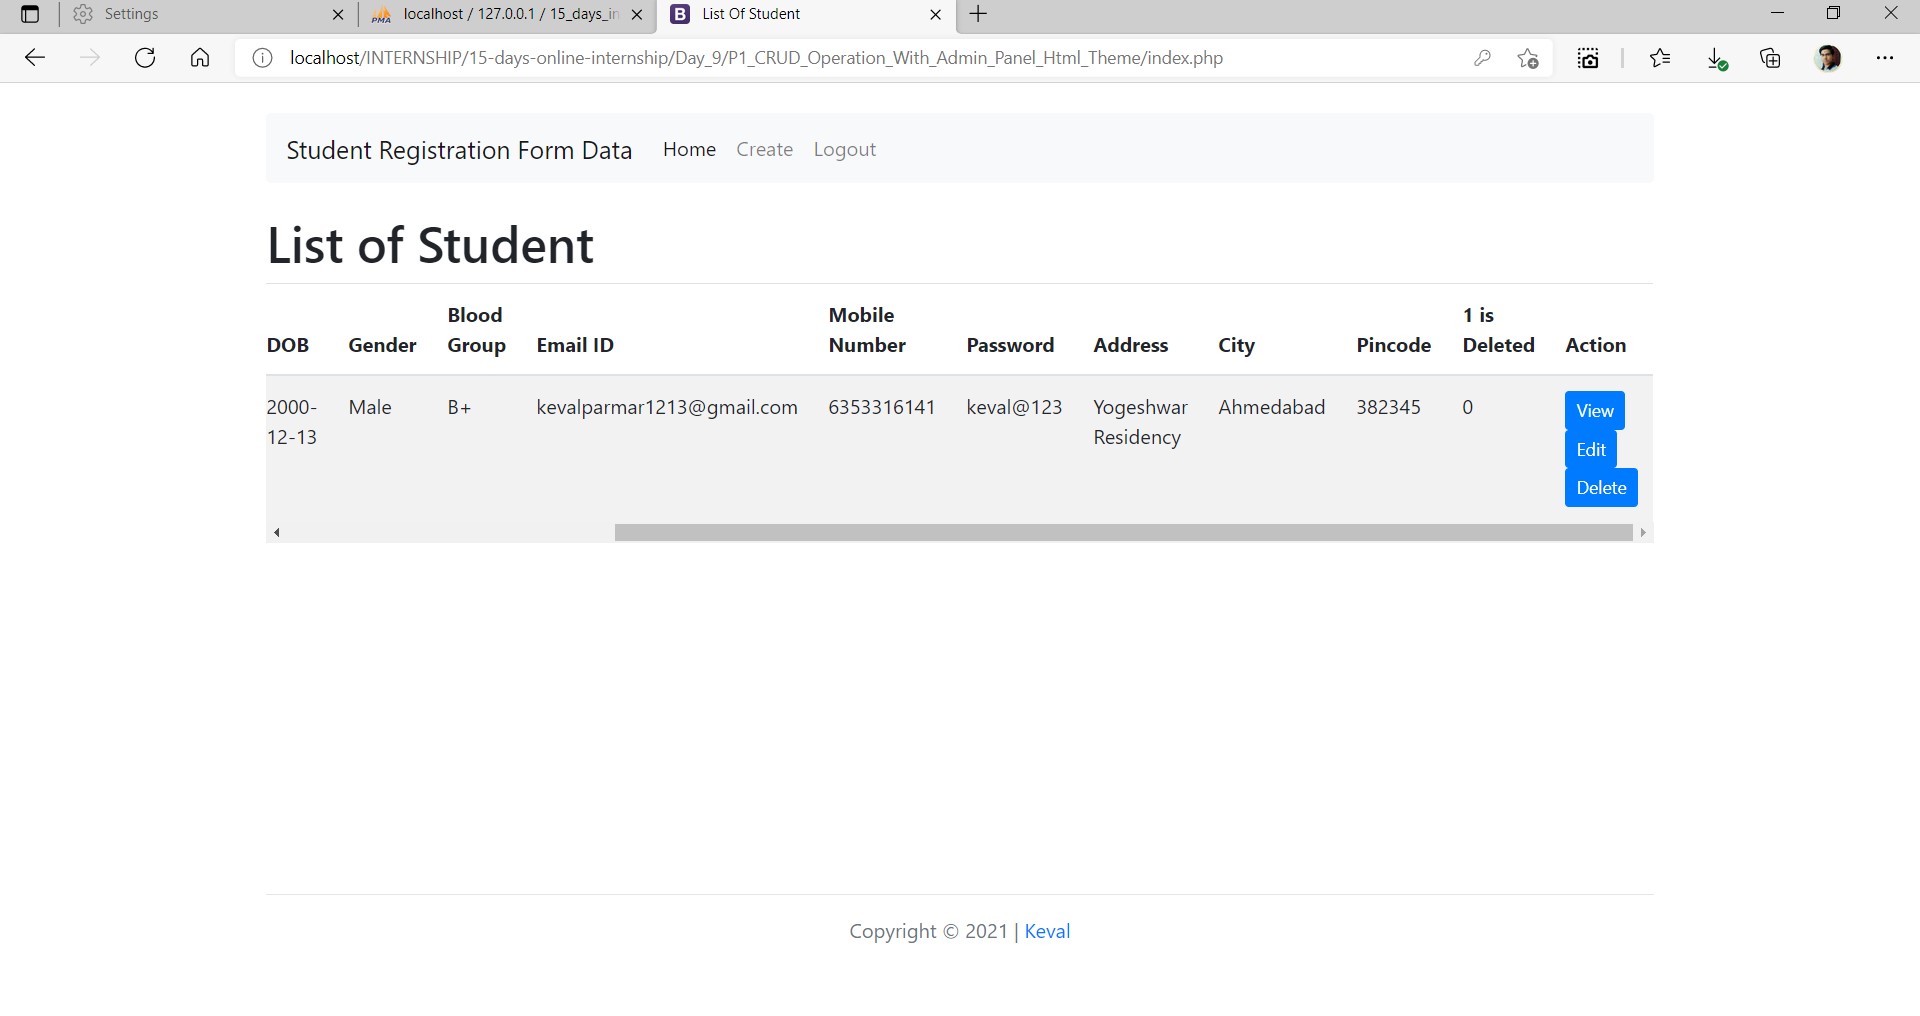 Settings
localhost / 127.0.0.1 / 15_days_in
List Of Student
localhost/INTERNSHIP/15-days-online-internship/Day_9/P1_CRUD_Operation_With_Admin_Panel_Html_Theme/index.php
Student Registration Form Data Home Create Logout
List of Student
DOB Gender Blood Group Email ID Mobile Number Password Address City Pincode 1 is Deleted Action
2000-12-13 Male B+ kevalparmar1213@gmail.com 6353316141 keval@123 Yogeshwar Residency Ahmedabad 382345 0 View
Edit
Delete
Copyright © 2021 | Keval